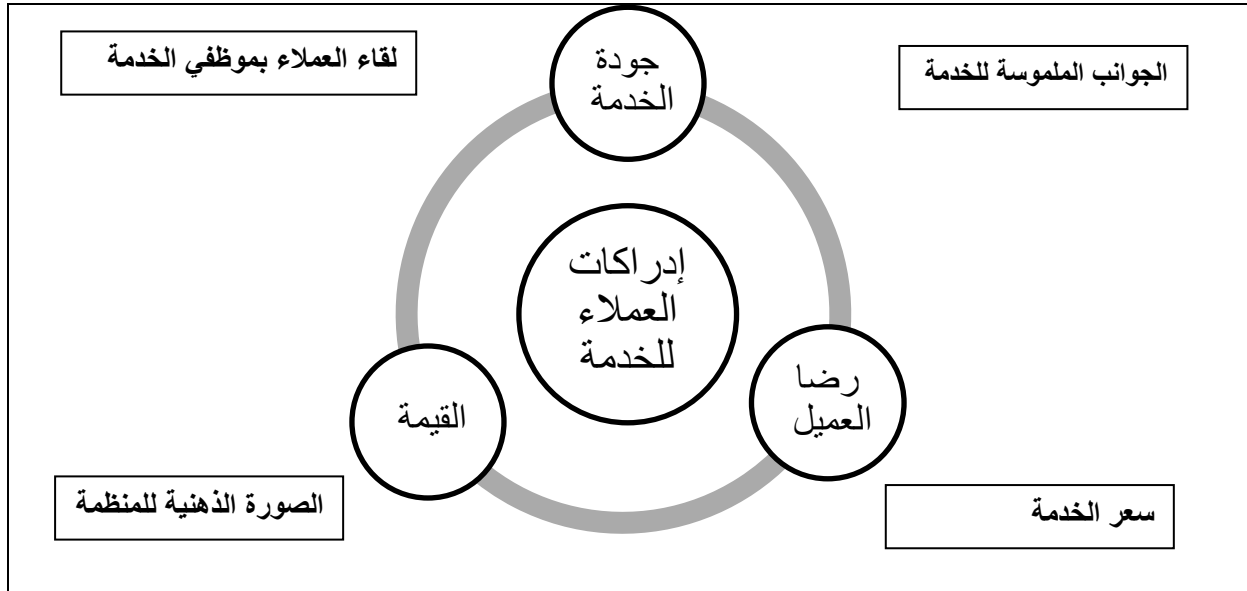 الجوانب الملموسة للخدمة
جودة
الخدمة
لقاء العملاء بموظفي الخدمة
إدراكات
العملاء
للخدمة
رضا
العميل
القيمة
سعر الخدمة
الصورة الذهنية للمنظمة